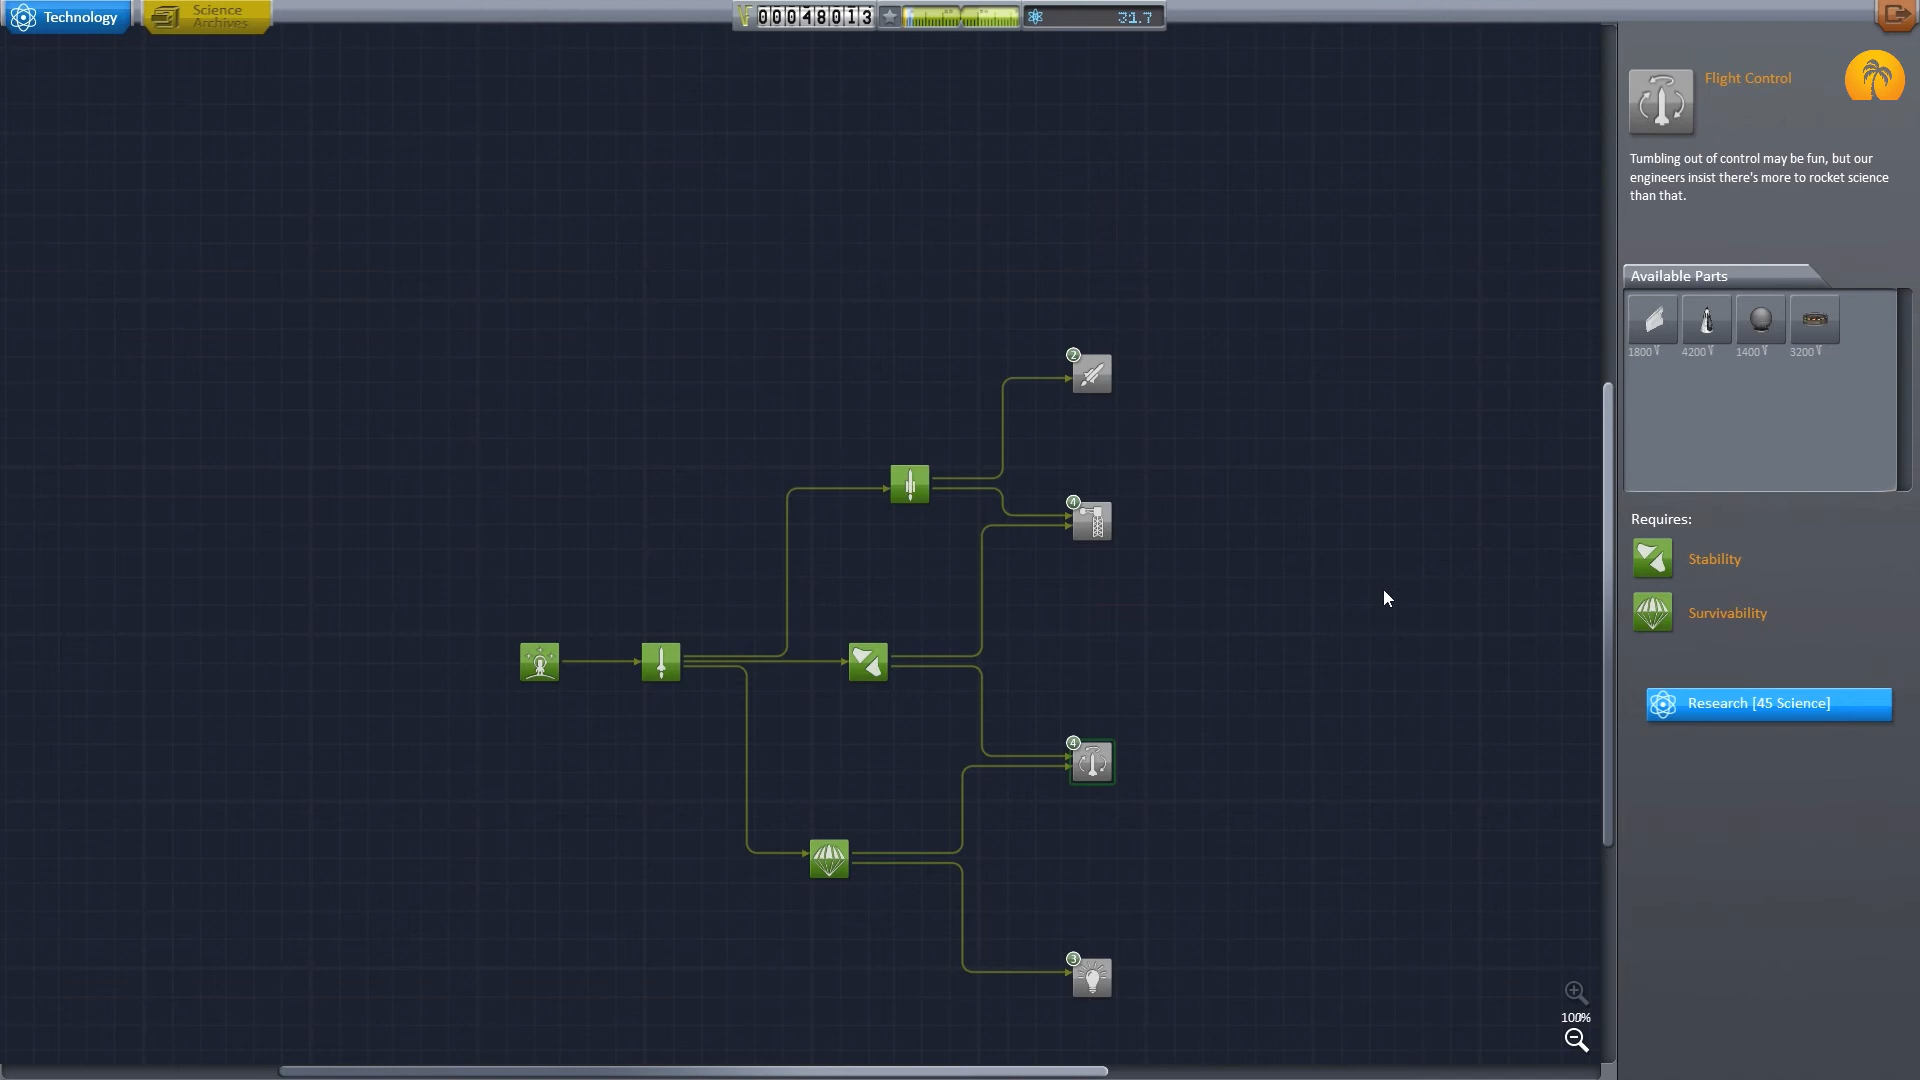 Technology
Science
Archives
00048013
31.7
Flight Control
Tumbling out of control may be fun, but our
engineers insist there's more to rocket science
than that.
Available Parts
1800 4200 1400 3200
Requires:
Stability
Survivability
Research [45 Science]
2
4
4
3
100%